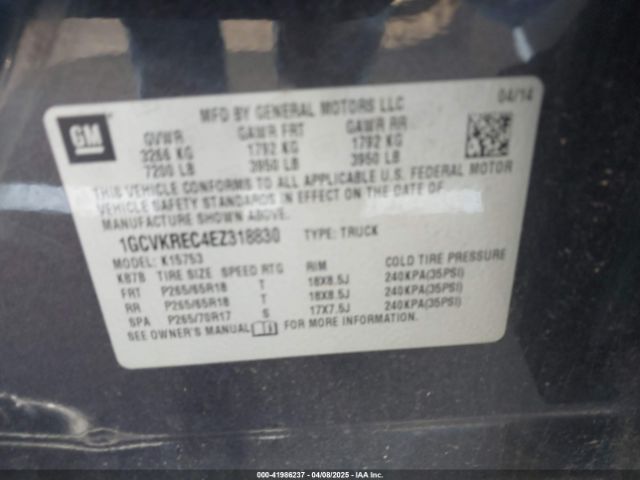 GM
MFD BY GENERAL MOTORS LLC
04/14
GVWR GAWR FRT GAWR RR
3266 KG 1792 KG 1792 KG
7200 LB 3950 LB 3950 LB
THIS VEHICLE CONFORMS TO ALL APPLICABLE U.S. FEDERAL MOTOR
VEHICLE SAFETY STANDARDS IN EFFECT ON THE DATE OF
MANUFACTURE SHOWN ABOVE.
1GCVKREC4EZ318830 TYPE: TRUCK
MODEL: K15753
K87B TIRE SIZE SPEED RTG RIM COLD TIRE PRESSURE
FRT P265/65R18 T 18X8.5J 240KPA(35PSI)
RR P265/65R18 T 18X8.5J 240KPA(35PSI)
SPA P265/70R17 S 17X7.5J 240KPA(35PSI)
SEE OWNER'S MANUAL FOR MORE INFORMATION.
000-41986237 - 04/08/2025 - IAAI.com